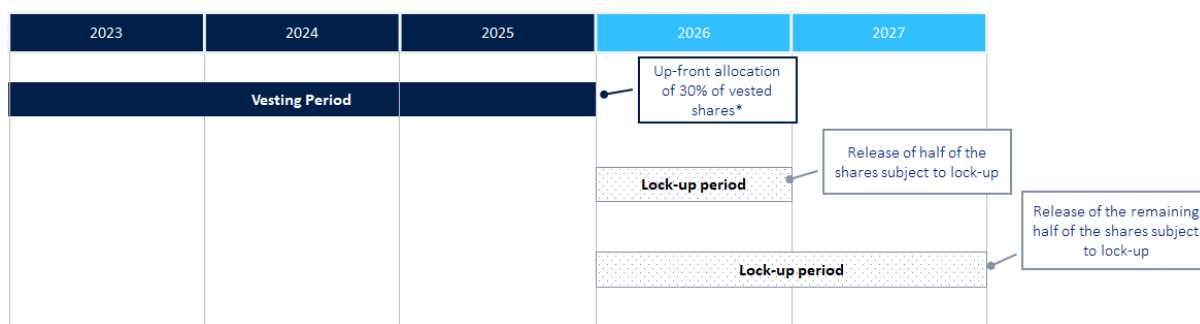 2023 2024 2025 2026 2027
Up-front allocation
of 30% of vested
shares*
Vesting Period
Release of half of the
shares subject to lock-up
Lock-up period
Release of the remaining
half of the shares subject
to lock-up
Lock-up period